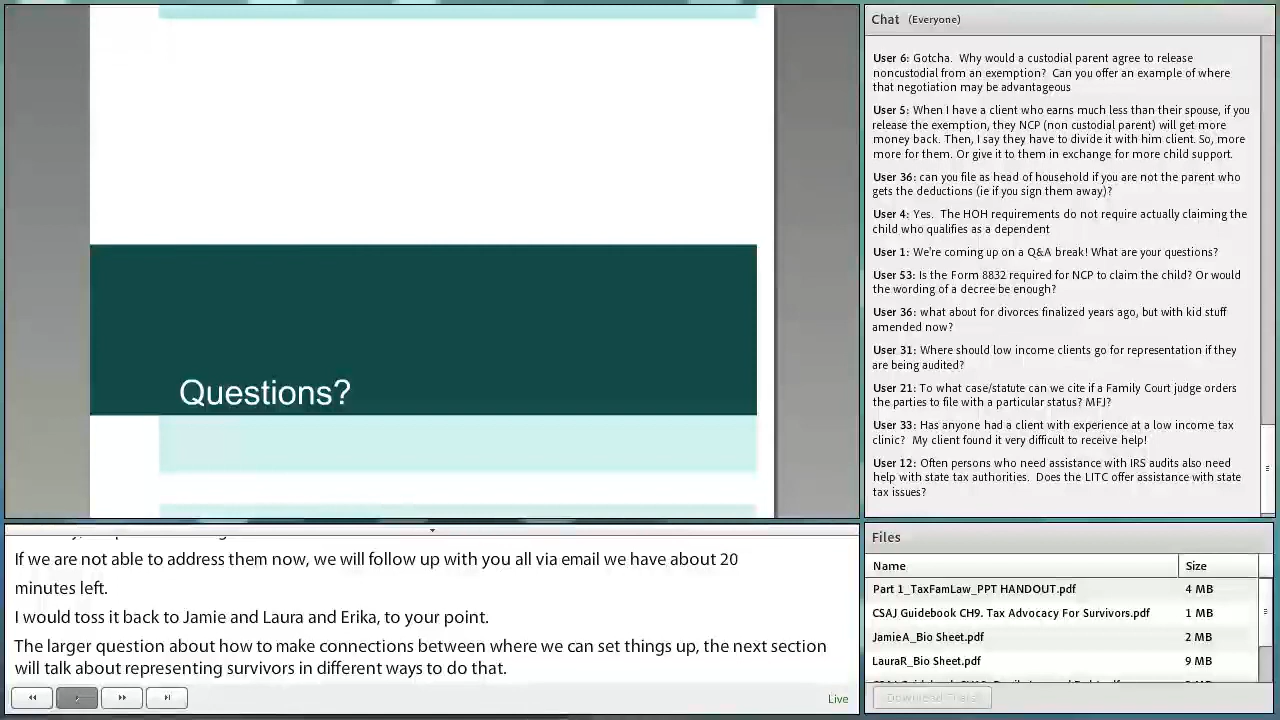 Questions?
If we are not able to address them now, we will follow up with you all via email we have about 20
minutes left.
I would toss it back to Jamie and Laura and Erika, to your point.
The larger question about how to make connections between where we can set things up, the next section
will talk about representing survivors in different ways to do that.
Live
Chat (Everyone)
User 6: Gotcha. Why would a custodial parent agree to release
noncustodial from an exemption? Can you offer an example of where
that negotiation may be advantageous
User 5: When I have a client who earns much less than their spouse, if you
release the exemption, they NCP (non custodial parent) will get more
money back. Then, I say they have to divide it with him client. So, more
more for them. Or give it to them in exchange for more child support.
User 36: can you file as head of household if you are not the parent who
gets the deductions (ie if you sign them away)?
User 4: Yes. The HOH requirements do not require actually claiming the
child who qualifies as a dependent
User 1: We're coming up on a Q&A break! What are your questions?
User 53: Is the Form 8832 required for NCP to claim the child? Or would
the wording of a decree be enough?
User 36: what about for divorces finalized years ago, but with kid stuff
amended now?
User 31: Where should low income clients go for representation if they
are being audited?
User 21: To what case/statute can we cite if a Family Court judge orders
the parties to file with a particular status? MFJ?
User 33: Has anyone had a client with experience at a low income tax
clinic? My client found it very difficult to receive help!
User 12: Often persons who need assistance with IRS audits also need
help with state tax authorities. Does the LITC offer assistance with state
tax issues?
Files
Name Size
Part 1_TaxFamLaw_PPT HANDOUT.pdf 4 MB
CSAJ Guidebook CH9. Tax Advocacy For Survivors.pdf 1 MB
JamieA_Bio Sheet.pdf 2 MB
LauraR_Bio Sheet.pdf 9 MB